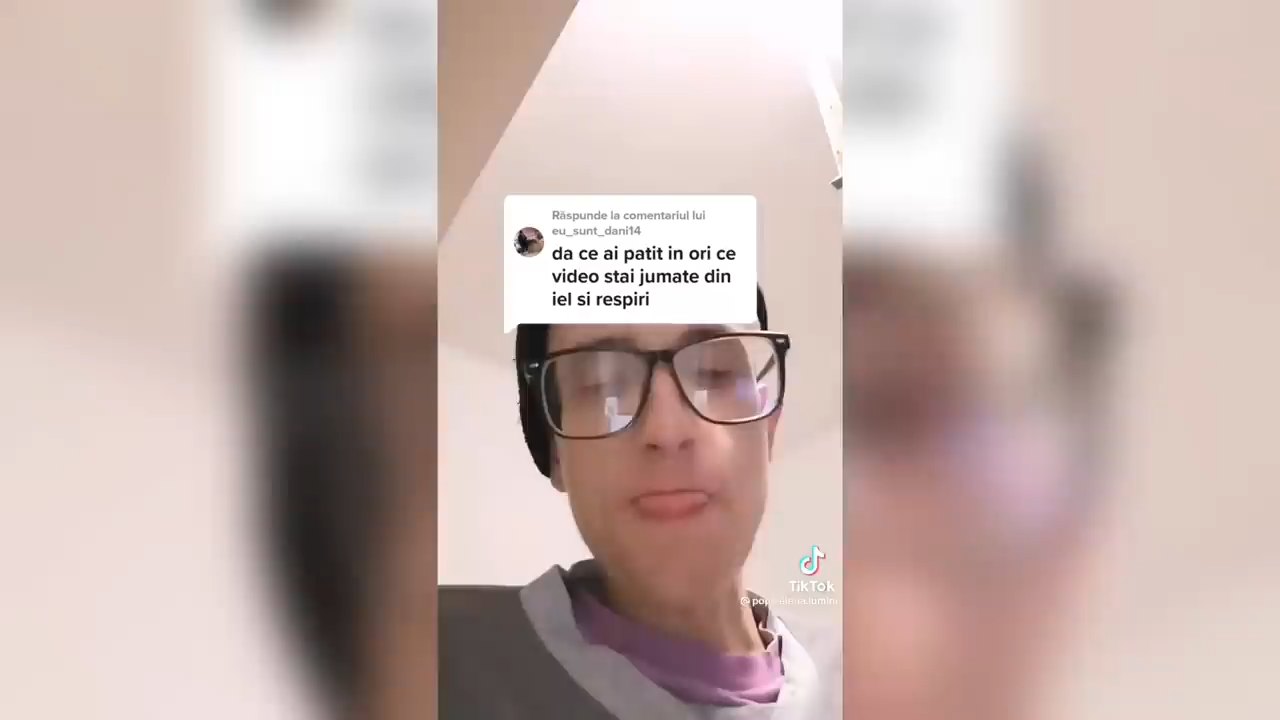 Răspunde la comentariul lui
eu_sunt_dani14
da ce ai patit in ori ce
video stai jumate din
iel si respiri
TikTok